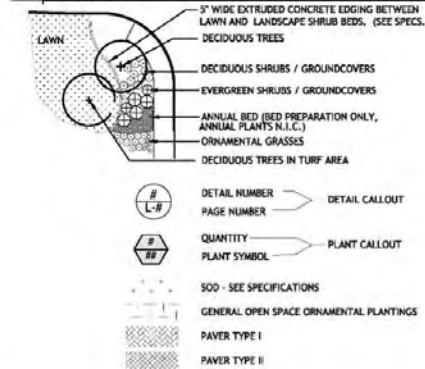 5" WIDE EXTRUDED CONCRETE EDGING BETWEEN
LAWN AND LANDSCAPE SHRUB BEDS. (SEE SPECS.
LAWN
DECIDUOUS TREES
DECIDUOUS SHRUBS / GROUNDCOVERS
EVERGREEN SHRUBS / GROUNDCOVERS
ANNUAL BED (BED PREPARATION ONLY,
ANNUAL PLANTS N.I.C.)
ORNAMENTAL GRASSES
DECIDUOUS TREES IN TURF AREA
# DETAIL NUMBER
DETAIL CALLOUT
L-# PAGE NUMBER
# QUANTITY
PLANT CALLOUT
## PLANT SYMBOL
SOD - SEE SPECIFICATIONS
GENERAL OPEN SPACE ORNAMENTAL PLANTINGS
PAVER TYPE I
PAVER TYPE II